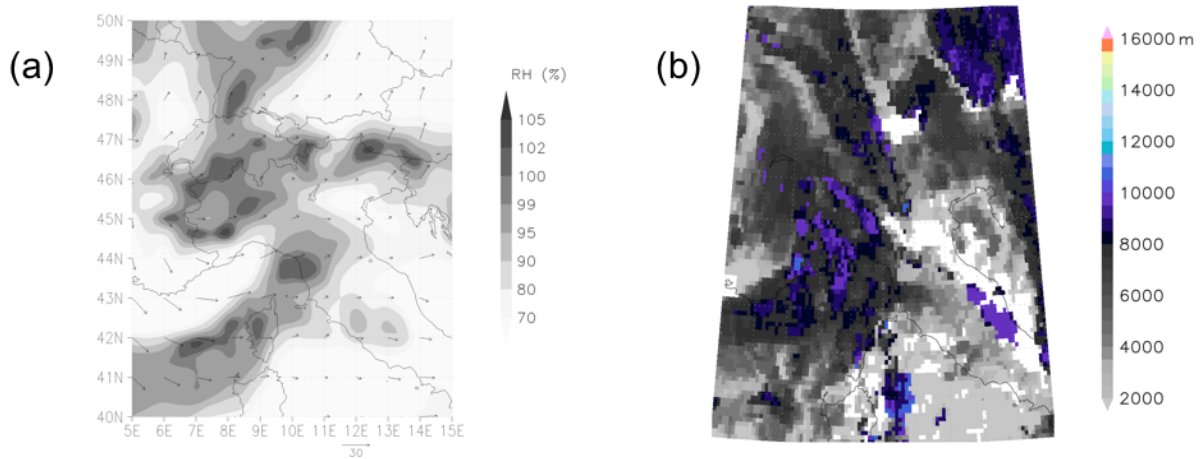 (a)
50N
49N
48N
47N
46N
45N
44N
43N
42N
41N
40N
5E 6E 7E 8E 9E 10E 11E 12E 13E 14E 15E
30
RH (%)
105
102
100
99
95
90
80
70
(b)
16000 m
14000
12000
10000
8000
6000
4000
2000